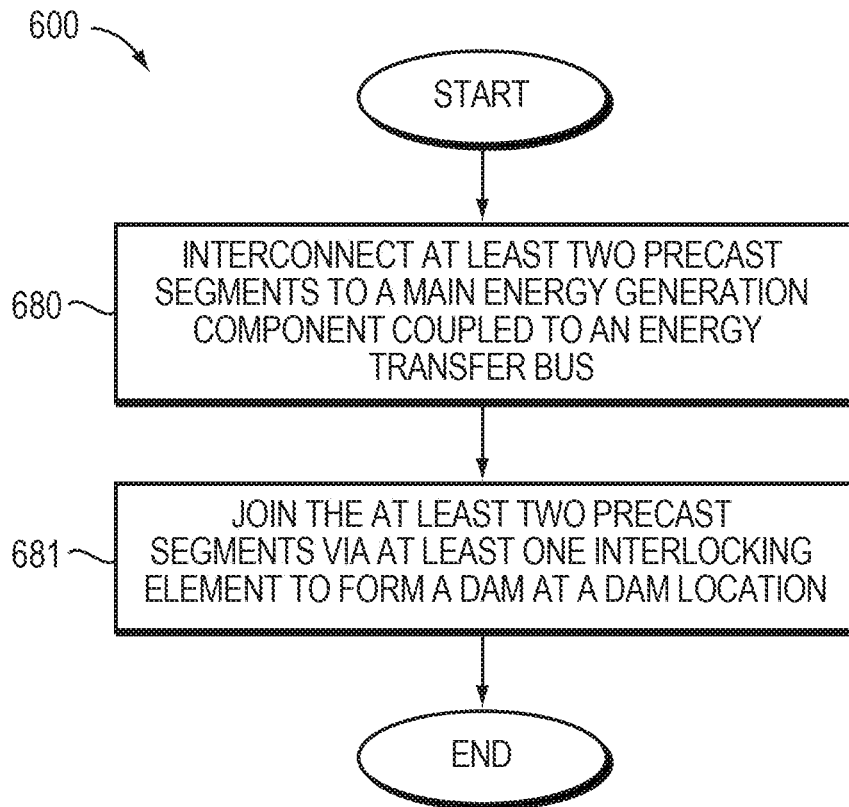 600
START
680
INTERCONNECT AT LEAST TWO PRECAST
SEGMENTS TO A MAIN ENERGY GENERATION
COMPONENT COUPLED TO AN ENERGY
TRANSFER BUS
681
JOIN THE AT LEAST TWO PRECAST
SEGMENTS VIA AT LEAST ONE INTERLOCKING
ELEMENT TO FORM A DAM AT A DAM LOCATION
END